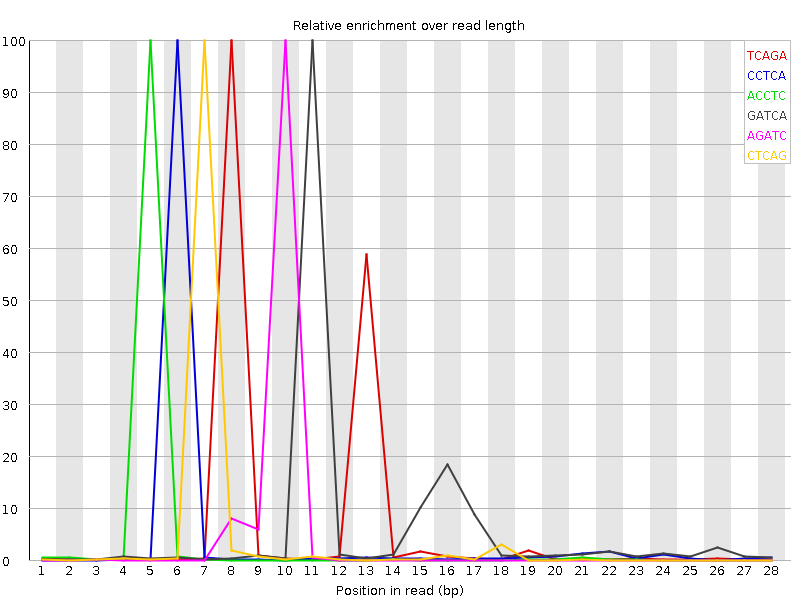 Relative enrichment over read length
100
90
80
70
60
50
40
30
20
10
0
TCAGA
CCTCA
ACCTC
GATCA
AGATC
CTCAG
1 2 3 4 5 6 7 8 9 10 11 12 13 14 15 16 17 18 19 20 21 22 23 24 25 26 27 28
Position in read (bp)